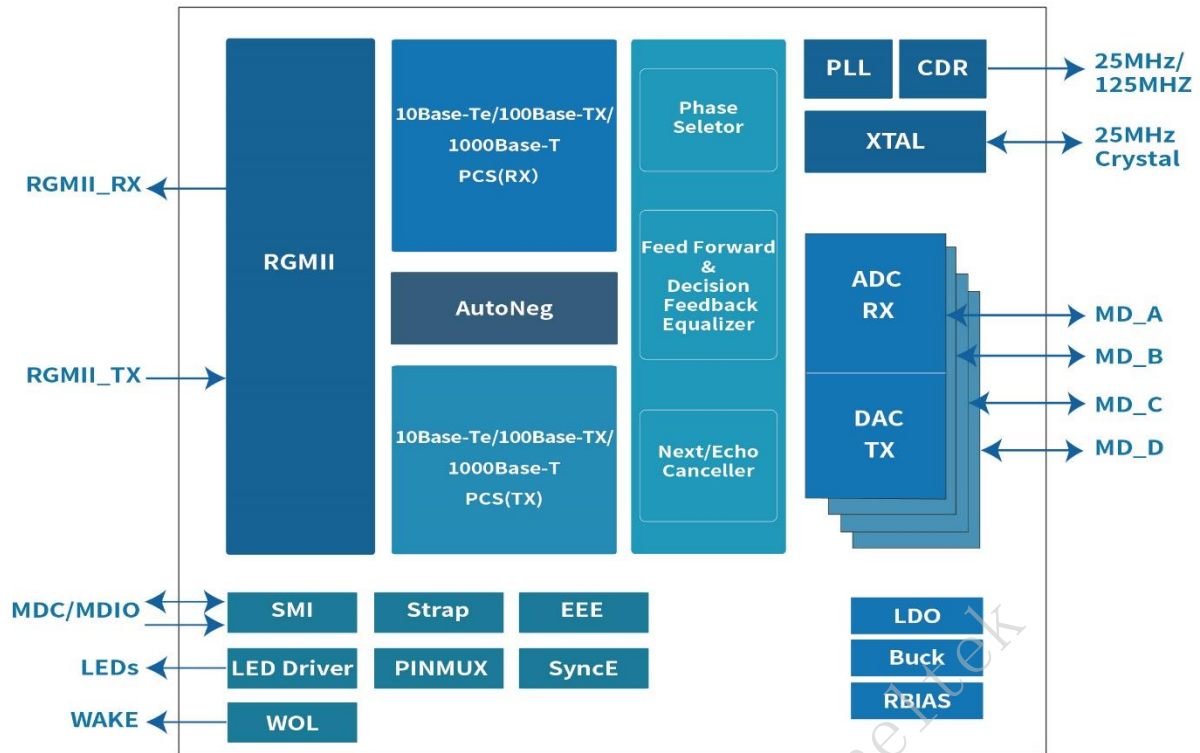 RGMII_RX
RGMII_TX
RGMII
10Base-Te/100Base-TX/
1000Base-T
PCS(RX)
AutoNeg
10Base-Te/100Base-TX/
1000Base-T
PCS(TX)
Phase
Seletor
Feed Forward
&
Decision
Feedback
Equalizer
Next/Echo
Canceller
PLL
CDR
25MHz/
125MHZ
XTAL
25MHz
Crystal
ADC
RX
DAC
TX
MD_A
MD_B
MD_C
MD_D
MDC/MDIO
SMI
Strap
EEE
LEDs
LED Driver
PINMUX
SyncE
WAKE
WOL
LDO
Buck
RBIAS